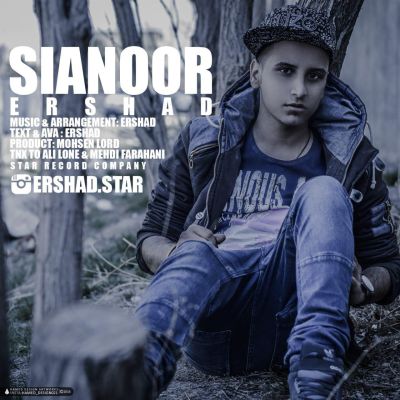 SIANOOR
ERSHAD
MUSIC & ARRANGEMENT: ERSHAD
TEXT & AVA : ERSHAD
PRODUCT: MOHSEN LORD
TNX TO ALI LONE & MEHDI FARAHANI
STAR RECORD COMPANY
ERSHAD.STAR